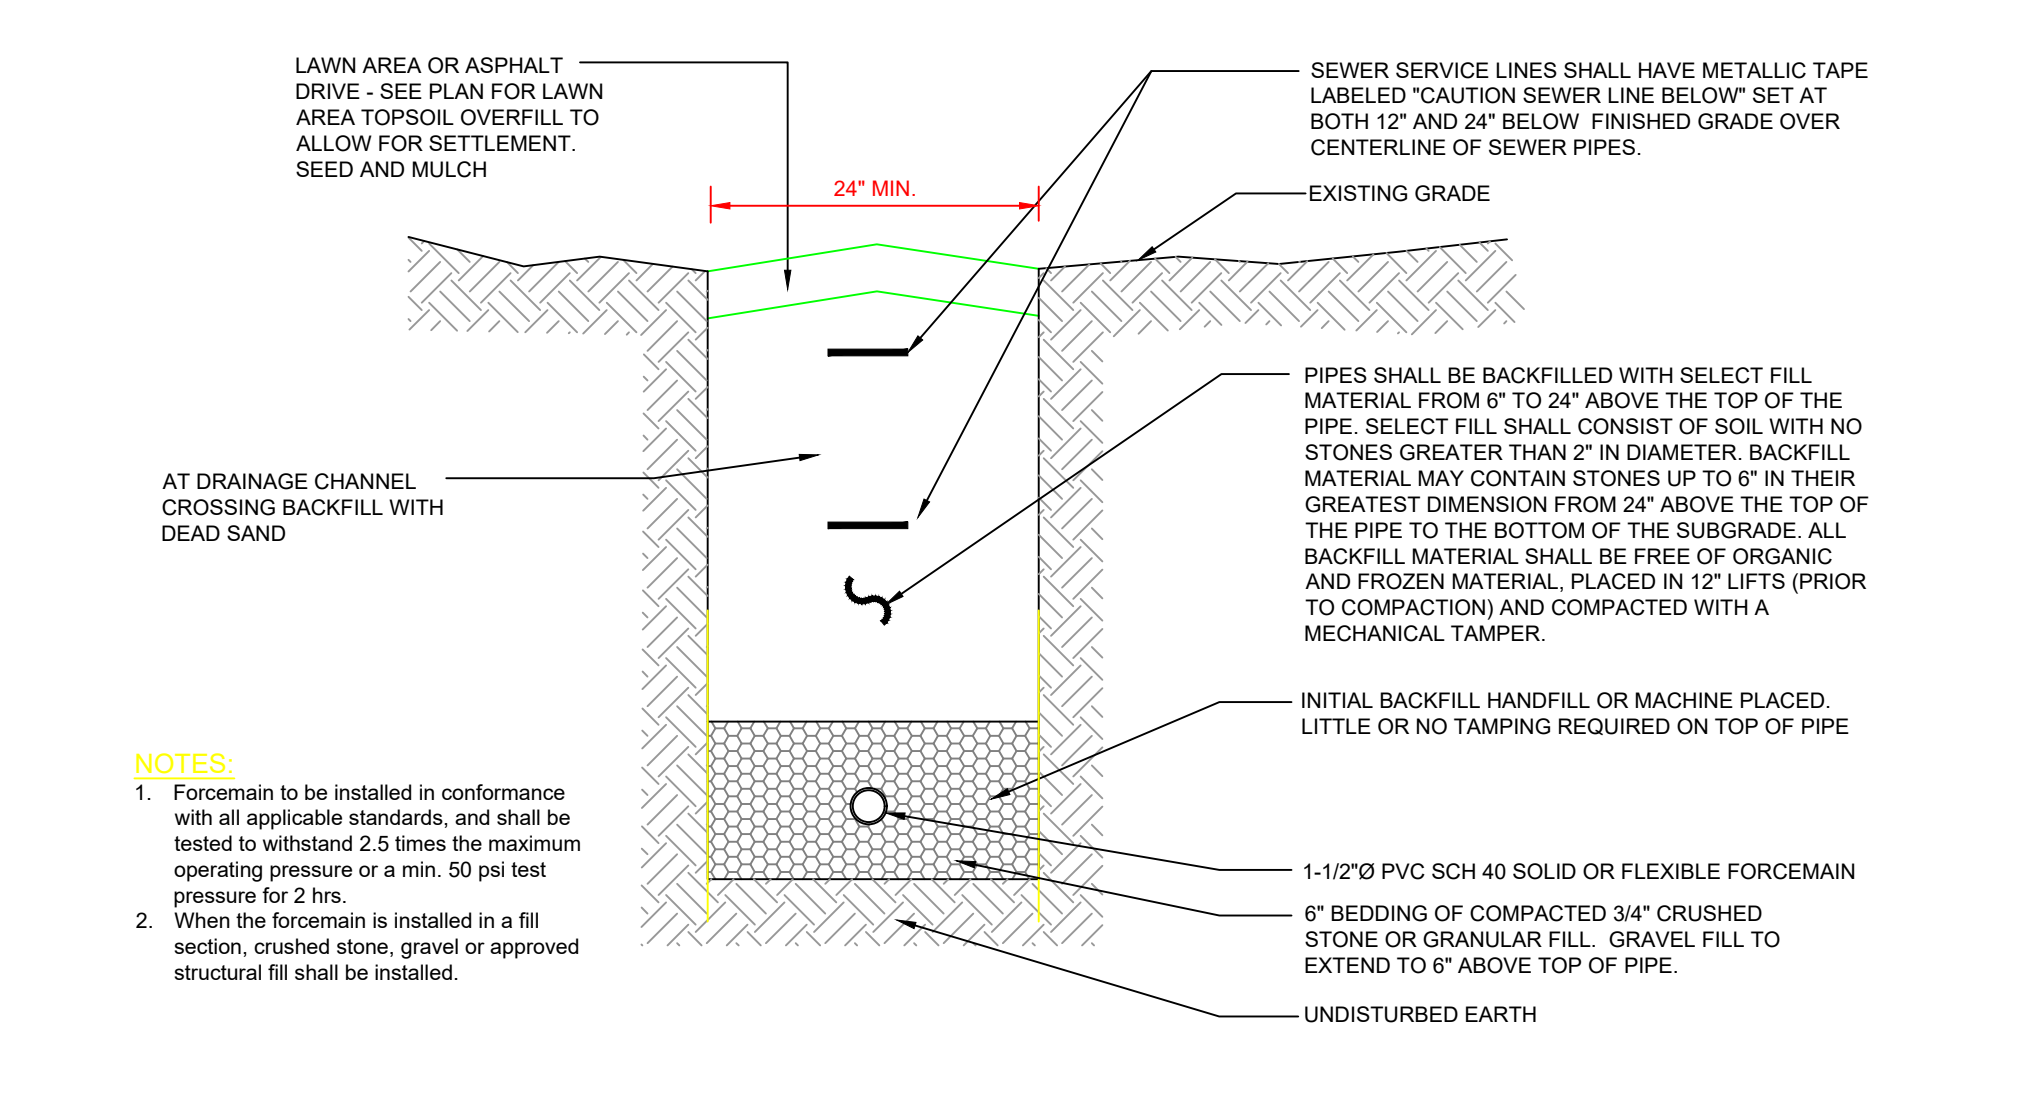 LAWN AREA OR ASPHALT
DRIVE - SEE PLAN FOR LAWN
AREA TOPSOIL OVERFILL TO
ALLOW FOR SETTLEMENT.
SEED AND MULCH
24" MIN.
SEWER SERVICE LINES SHALL HAVE METALLIC TAPE
LABELED "CAUTION SEWER LINE BELOW" SET AT
BOTH 12" AND 24" BELOW FINISHED GRADE OVER
CENTERLINE OF SEWER PIPES.
EXISTING GRADE
PIPES SHALL BE BACKFILLED WITH SELECT FILL
MATERIAL FROM 6" TO 24" ABOVE THE TOP OF THE
PIPE. SELECT FILL SHALL CONSIST OF SOIL WITH NO
STONES GREATER THAN 2" IN DIAMETER. BACKFILL
MATERIAL MAY CONTAIN STONES UP TO 6" IN THEIR
GREATEST DIMENSION FROM 24" ABOVE THE TOP OF
THE PIPE TO THE BOTTOM OF THE SUBGRADE. ALL
BACKFILL MATERIAL SHALL BE FREE OF ORGANIC
AND FROZEN MATERIAL, PLACED IN 12" LIFTS (PRIOR
TO COMPACTION) AND COMPACTED WITH A
MECHANICAL TAMPER.
AT DRAINAGE CHANNEL
CROSSING BACKFILL WITH
DEAD SAND
INITIAL BACKFILL HANDFILL OR MACHINE PLACED.
LITTLE OR NO TAMPING REQUIRED ON TOP OF PIPE
1-1/2"Ø PVC SCH 40 SOLID OR FLEXIBLE FORCEMAIN
6" BEDDING OF COMPACTED 3/4" CRUSHED
STONE OR GRANULAR FILL. GRAVEL FILL TO
EXTEND TO 6" ABOVE TOP OF PIPE.
UNDISTURBED EARTH
NOTES:
1. Forcemain to be installed in conformance
with all applicable standards, and shall be
tested to withstand 2.5 times the maximum
operating pressure or a min. 50 psi test
pressure for 2 hrs.
2. When the forcemain is installed in a fill
section, crushed stone, gravel or approved
structural fill shall be installed.